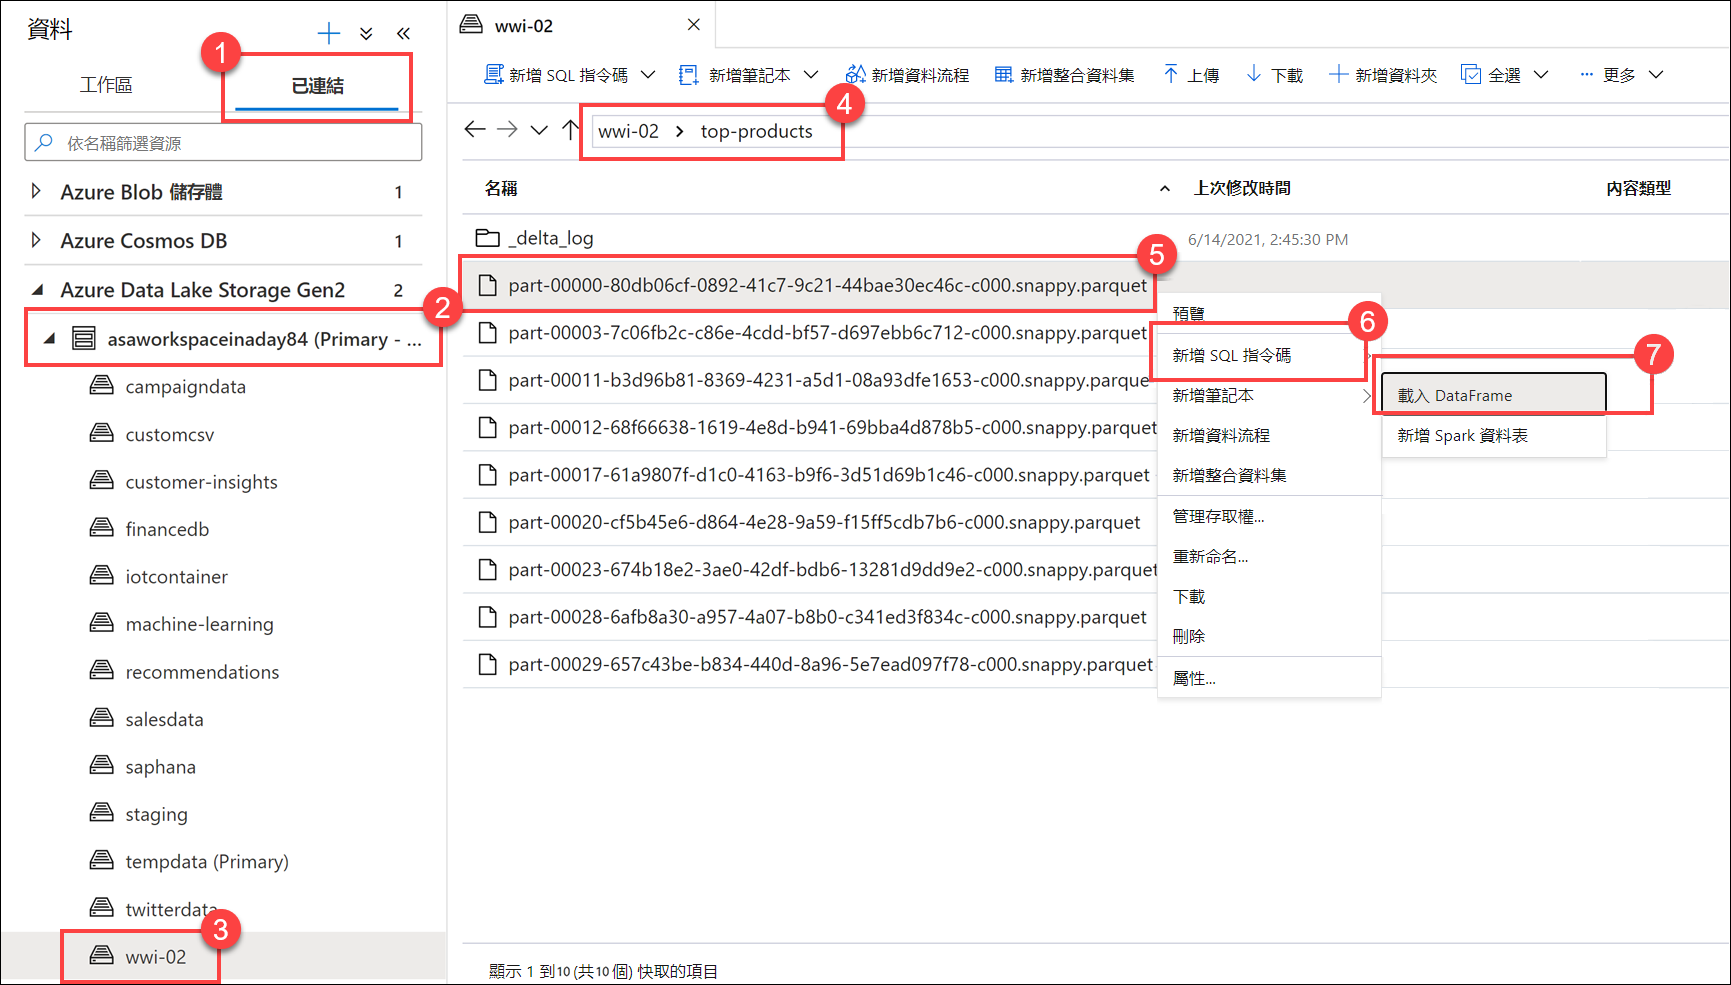 資料
1
工作區
已連結
依名稱篩選資源
Azure Blob 儲存體 1
Azure Cosmos DB 1
Azure Data Lake Storage Gen2 2
2
asaworkspaceinaday84 (Primary - ...
campaigndata
customcsv
customer-insights
financedb
iotcontainer
machine-learning
recommendations
salesdata
saphana
staging
tempdata (Primary)
twitterdata
3
wwi-02
wwi-02
新增 SQL 指令碼 新增筆記本 新增資料流程 新增整合資料集 上傳 下載 新增資料夾 全選 ... 更多
4
wwi-02 > top-products
名稱 上次修改時間 內容類型
_delta_log 6/14/2021, 2:45:30 PM
5
part-00000-80db06cf-0892-41c7-9c21-44bae30ec46c-c000.snappy.parquet
part-00003-7c06fb2c-c86e-4cdd-bf57-d697ebb6c712-c000.snappy.parquet
part-00011-b3d96b81-8369-4231-a5d1-08a93dfe1653-c000.snappy.parque
part-00012-68f66638-1619-4e8d-b941-69bba4d878b5-c000.snappy.parquet
part-00017-61a9807f-d1c0-4163-b9f6-3d51d69b1c46-c000.snappy.parquet
part-00020-cf5b45e6-d864-4e28-9a59-f15ff5cdb7b6-c000.snappy.parquet
part-00023-674b18e2-3ae0-42df-bdb6-13281d9dd9e2-c000.snappy.parquet
part-00028-6afb8a30-a957-4a07-b8b0-c341ed3f834c-c000.snappy.parquet
part-00029-657c43be-b834-440d-8a96-5e7ead097f78-c000.snappy.parquet
預覽
6
新增 SQL 指令碼
新增筆記本
新增資料流程
新增整合資料集
管理存取權...
重新命名...
下載
刪除
屬性...
7
載入 DataFrame
新增 Spark 資料表
顯示 1 到10 (共10 個) 快取的項目